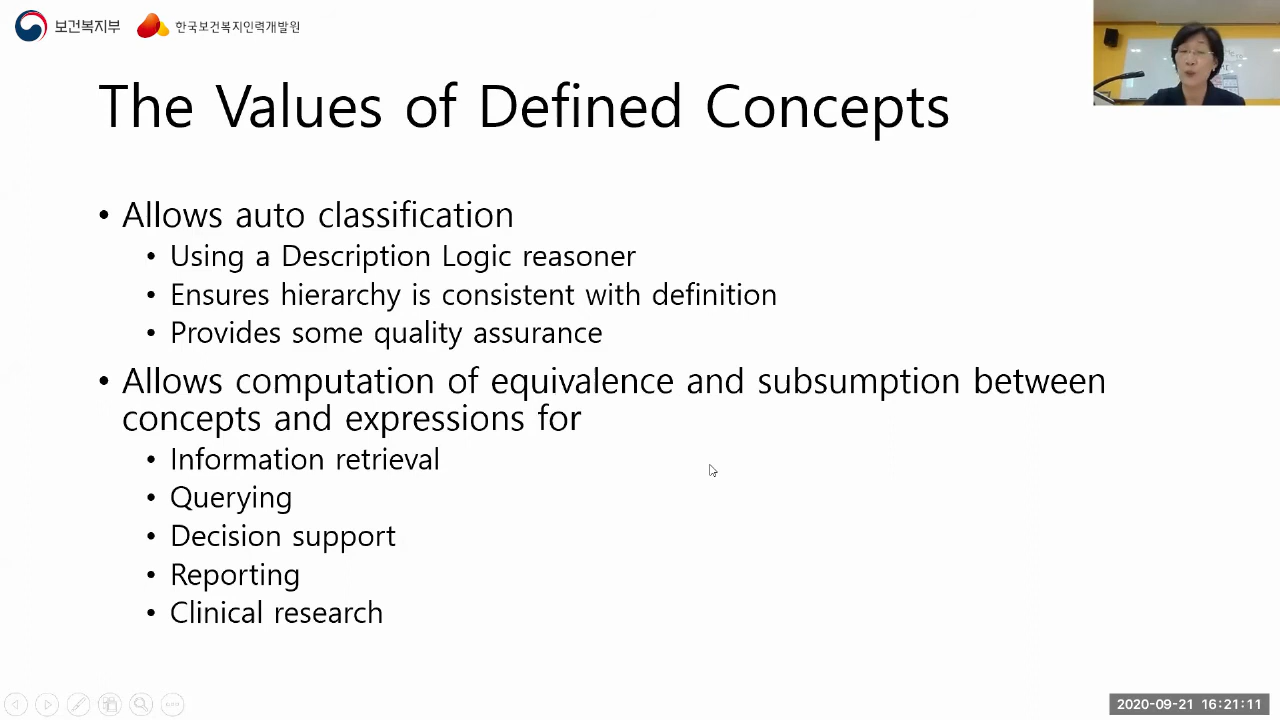 보건복지부 한국보건복지인력개발원
The Values of Defined Concepts
• Allows auto classification
• Using a Description Logic reasoner
• Ensures hierarchy is consistent with definition
• Provides some quality assurance
• Allows computation of equivalence and subsumption between
concepts and expressions for
• Information retrieval
• Querying
• Decision support
• Reporting
• Clinical research
2020-09-21 16:21:11